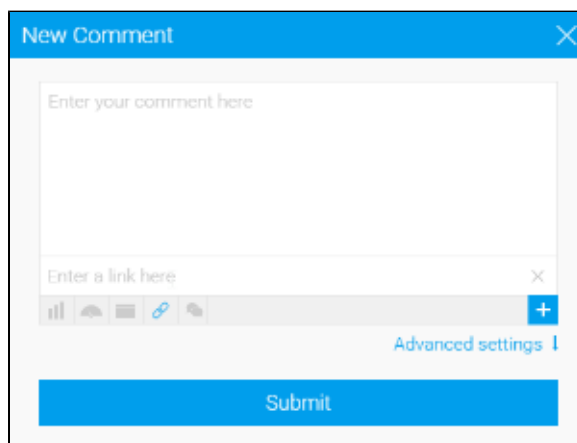 New Comment
Enter your comment here
Enter a link here
Advanced settings
Submit